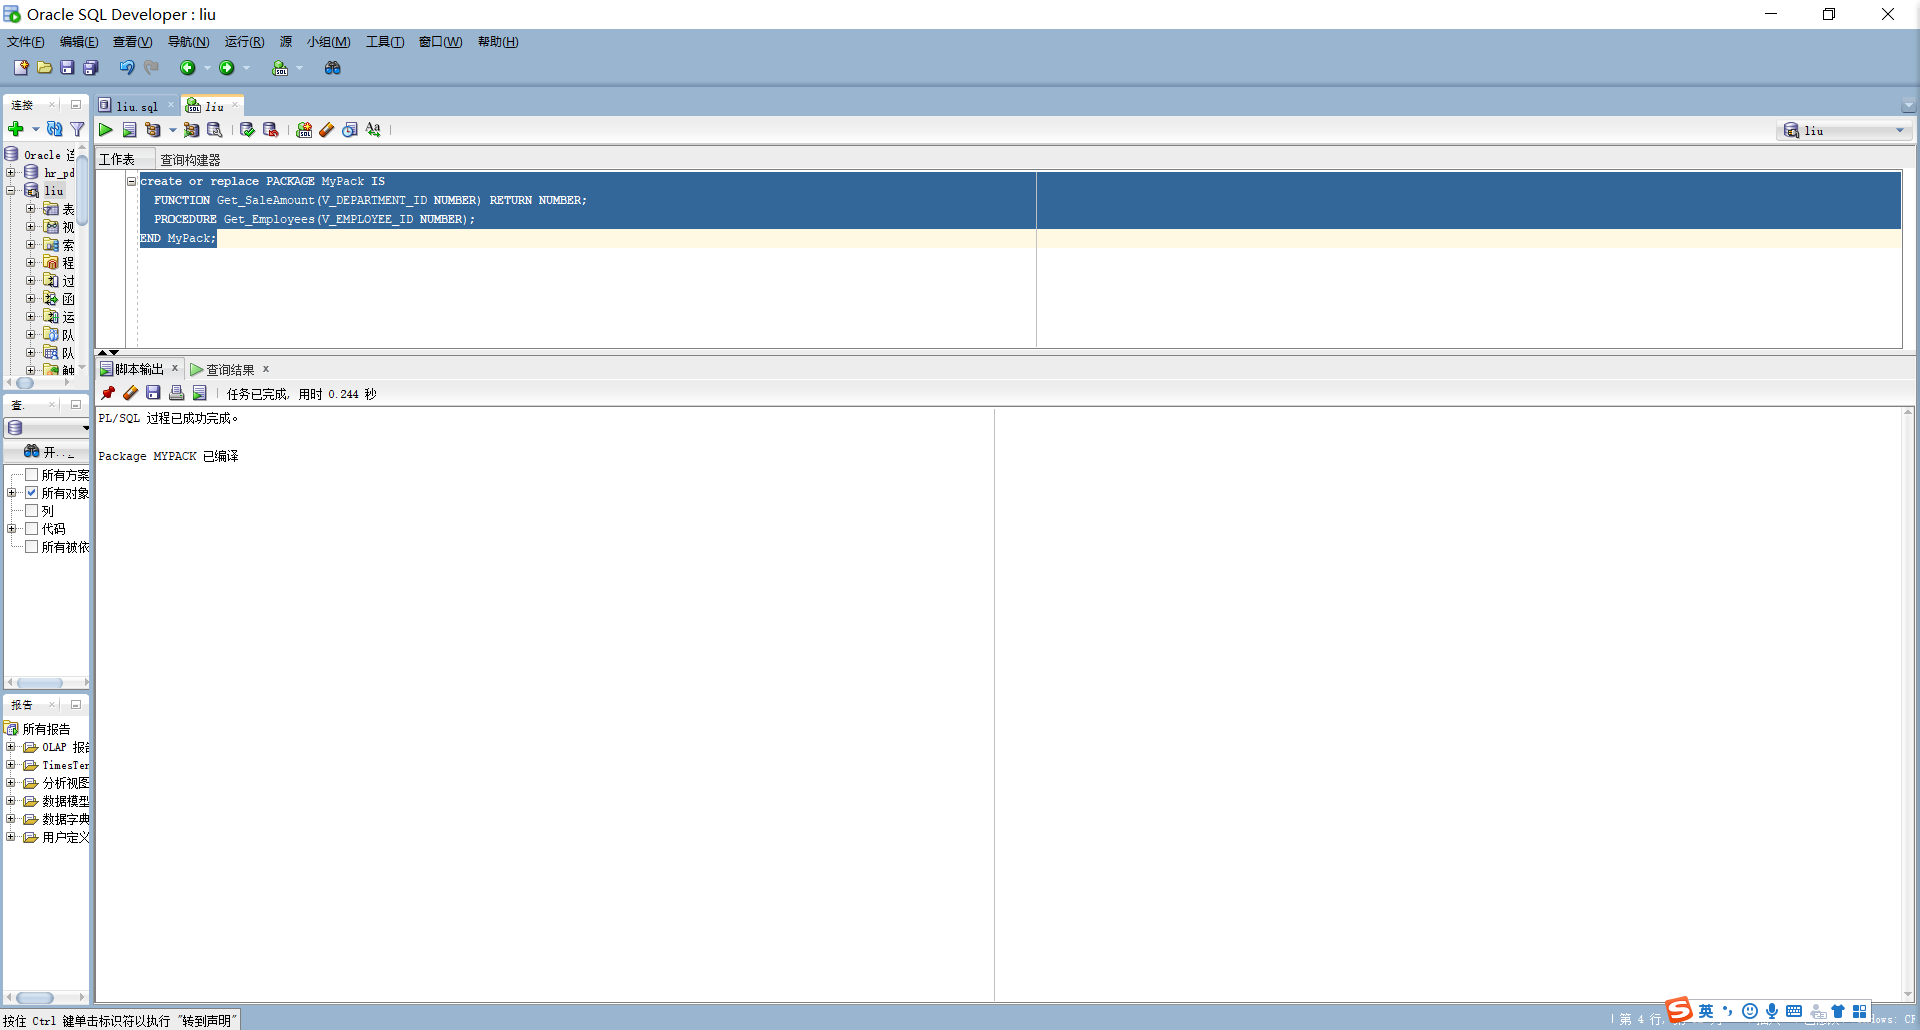 Oracle SQL Developer : liu
文件(F) 编辑(E) 查看(V) 导航(N) 运行(R) 源 小组(M) 工具(T) 窗口(W) 帮助(H)
连接
liu.sql
liu
liu
工作表
查询构建器
Oracle
hr_pd
liu
表
视
索
程
过
函
运
队
队
触
create or replace PACKAGE MyPack IS
FUNCTION Get_SaleAmount(V_DEPARTMENT_ID NUMBER) RETURN NUMBER;
PROCEDURE Get_Employees(V_EMPLOYEE_ID NUMBER);
END MyPack;
脚本输出
查询结果
任务已完成, 用时 0.244 秒
PL/SQL 过程已成功完成。
Package MYPACK 已编译
查.
开...
所有方案
所有对象
列
代码
所有被依
报告
所有报告
OLAP 报告
TimesTen
分析视图
数据模型
数据字典
用户定义
按住 Ctrl 键单击标识符以执行 "转到声明"
第 4 行,
英